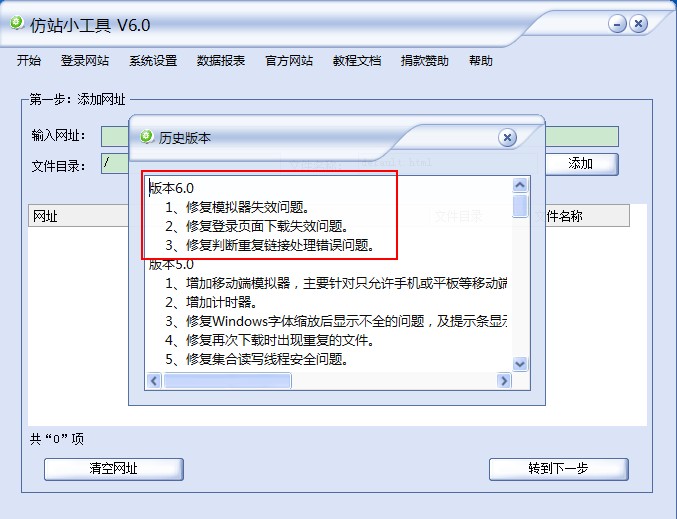 仿站小工具 V6.0
开始 登录网站 系统设置 数据报表 官方网站 教程文档 捐款赞助 帮助
第一步：添加网址
输入网址：
历史版本
文件目录： /
添加
网址 文件目录 文件名称
版本6.0
1、修复模拟器失效问题。
2、修复登录页面下载失效问题。
3、修复判断重复链接处理错误问题。
版本5.0
1、增加移动端模拟器，主要针对只允许手机或平板等移动端
2、增加计时器。
3、修复Windows字体缩放后显示不全的问题，及提示条显示
4、修复再次下载时出现重复的文件。
5、修复集合读写线程安全问题。
共“0”项
清空网址 转到下一步